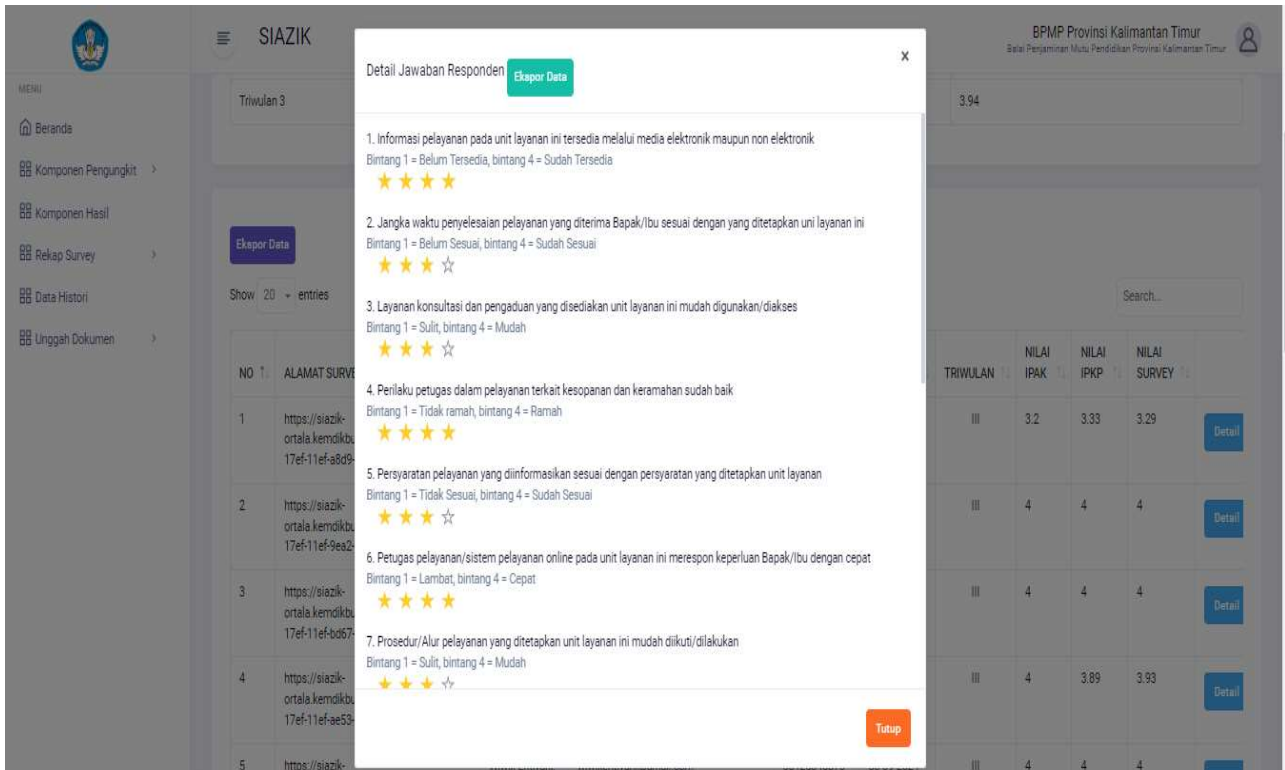 SIAZIK
BPMP Provinsi Kalimantan Timur
Balai Penjaminan Mutu Pendidikan Provinsi Kalimantan Timur
MENU
Beranda
Komponen Pengungkit
Komponen Hasil
Rekap Survey
Data Histori
Unggah Dokumen
Triwulan 3
3.94
Detail Jawaban Responden
Ekspor Data
x
1. Informasi pelayanan pada unit layanan ini tersedia melalui media elektronik maupun non elektronik
Bintang 1 = Belum Tersedia, bintang 4 = Sudah Tersedia
2. Jangka waktu penyelesaian pelayanan yang diterima Bapak/Ibu sesuai dengan yang ditetapkan uni layanan ini
Bintang 1 = Belum Sesuai, bintang 4 = Sudah Sesuai
3. Layanan konsultasi dan pengaduan yang disediakan unit layanan ini mudah digunakan/diakses
Bintang 1 = Sulit, bintang 4 = Mudah
4. Perilaku petugas dalam pelayanan terkait kesopanan dan keramahan sudah baik
Bintang 1 = Tidak ramah, bintang 4 = Ramah
5. Persyaratan pelayanan yang diinformasikan sesuai dengan persyaratan yang ditetapkan unit layanan
Bintang 1 = Tidak Sesuai, bintang 4 = Sudah Sesuai
6. Petugas pelayanan/sistem pelayanan online pada unit layanan ini merespon keperluan Bapak/Ibu dengan cepat
Bintang 1 = Lambat, bintang 4 = Cepat
7. Prosedur/Alur pelayanan yang ditetapkan unit layanan ini mudah diikuti/dilakukan
Bintang 1 = Sulit, bintang 4 = Mudah
Tutup
Ekspor Data
Show 20 entries
Search...
NO ALAMAT SURVE TRIWULAN NILAI IPAK NILAI IPKP NILAI SURVEY
1 https://siazik- III 3.2 3.33 3.29 Detail
ortala.kemdikbu
17ef-11ef-a8d9-
2 https://siazik- III 4 4 4 Detail
ortala.kemdikbu
17ef-11ef-9ea2-
3 https://siazik- III 4 4 4 Detail
ortala.kemdikbu
17ef-11ef-bd67-
4 https://siazik- III 4 3.89 3.93 Detail
ortala.kemdikbu
17ef-11ef-ae53-
5 https://siazik- III 4 4 4